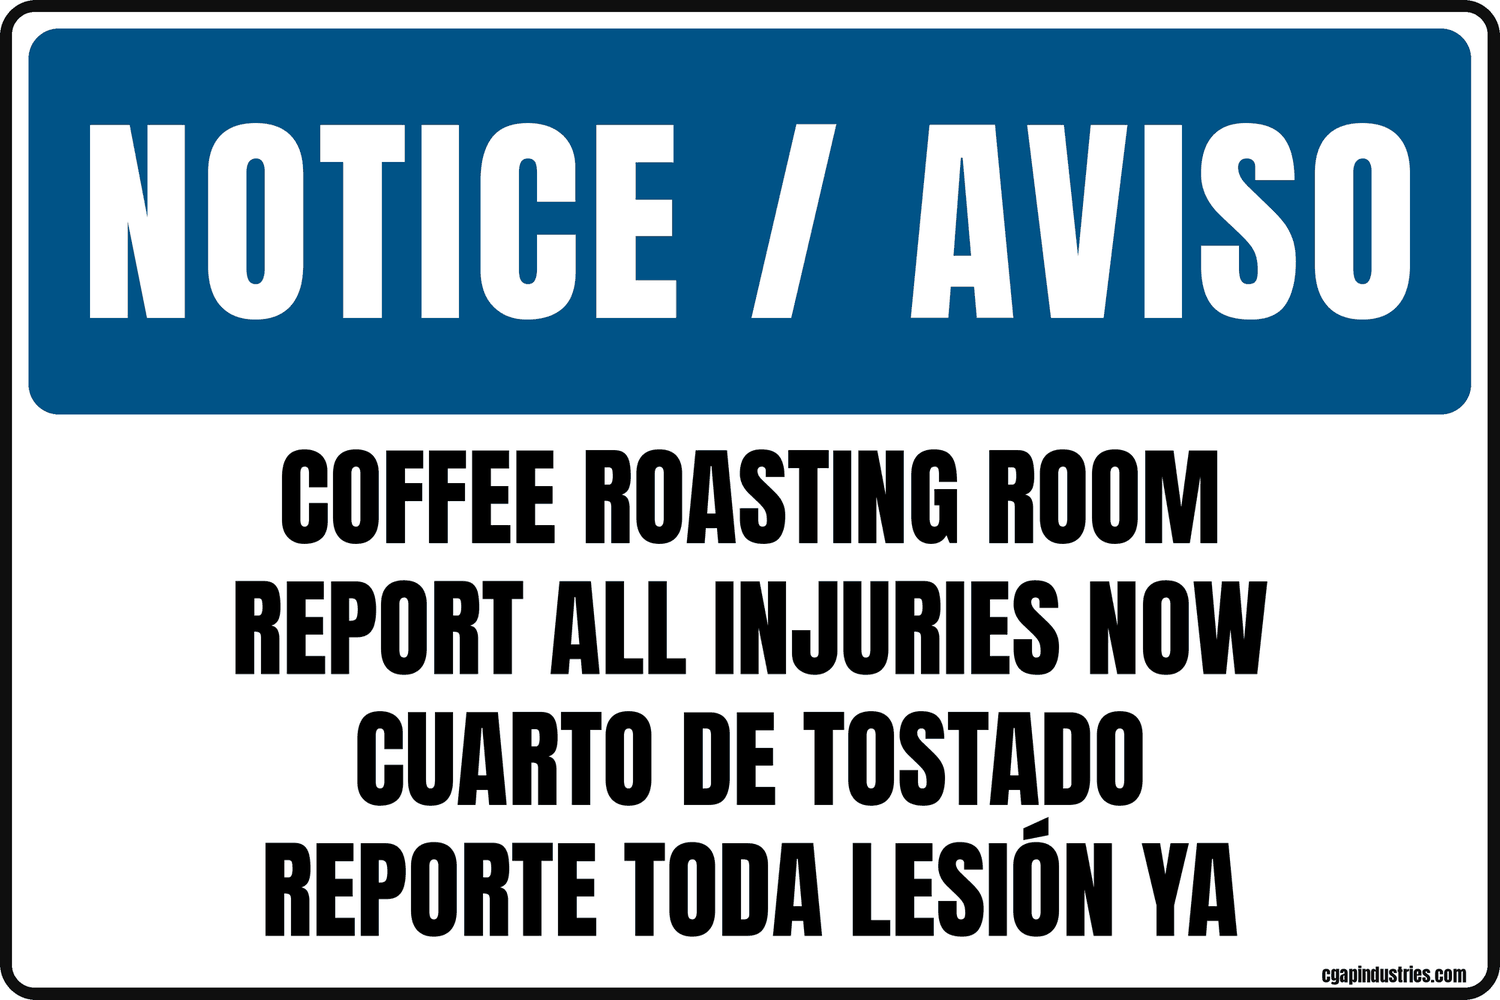 NOTICE / AVISO
COFFEE ROASTING ROOM
REPORT ALL INJURIES NOW
CUARTO DE TOSTADO
REPORTE TODA LESIÓN YA
cgapindustries.com